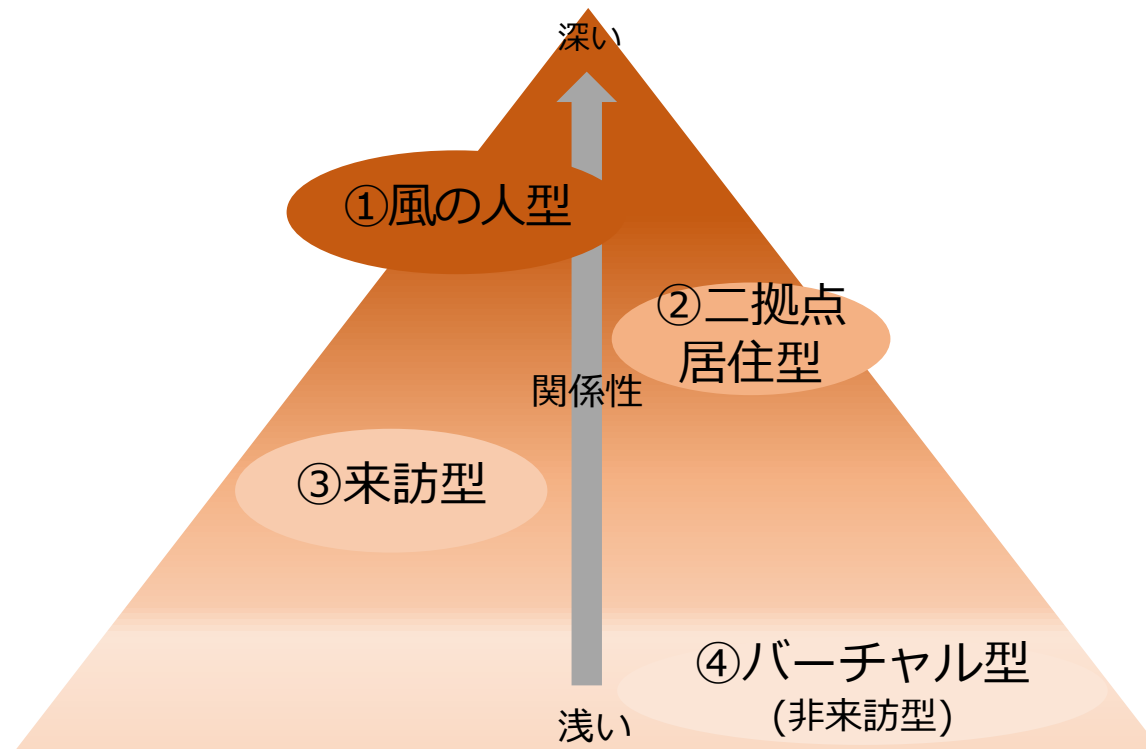 深い
①風の人型
②二拠点
居住型
関係性
③来訪型
④バーチャル型
(非来訪型)
浅い